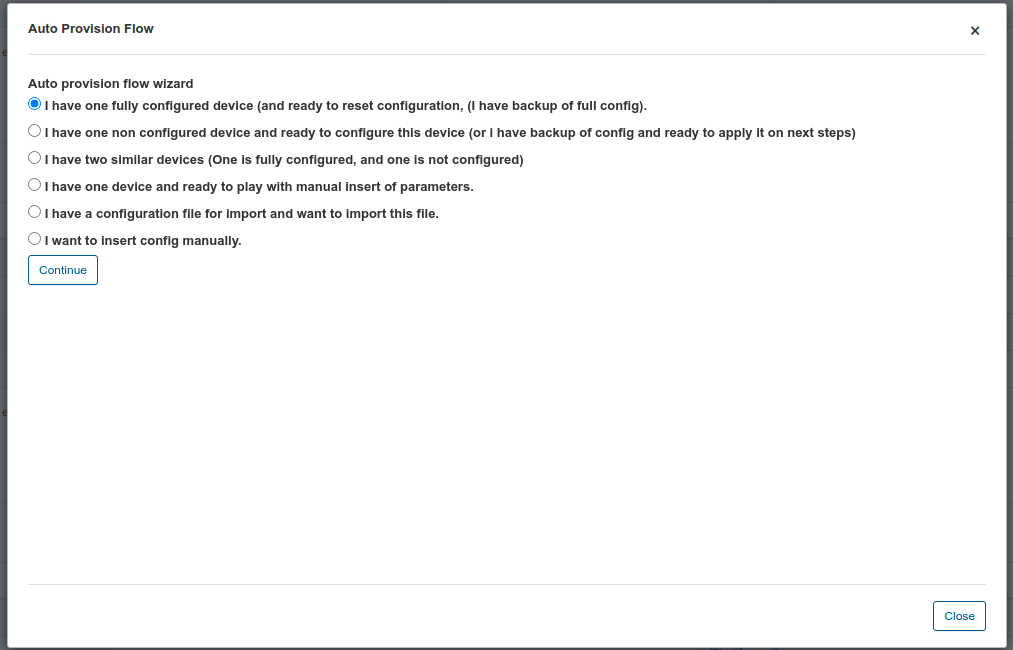 Auto Provision Flow
×
Auto provision flow wizard
I have one fully configured device (and ready to reset configuration, (I have backup of full config).
I have one non configured device and ready to configure this device (or i have backup of config and ready to apply it on next steps)
I have two similar devices (One is fully configured, and one is not configured)
I have one device and ready to play with manual insert of parameters.
I have a configuration file for import and want to import this file.
I want to insert config manually.
Continue
Close